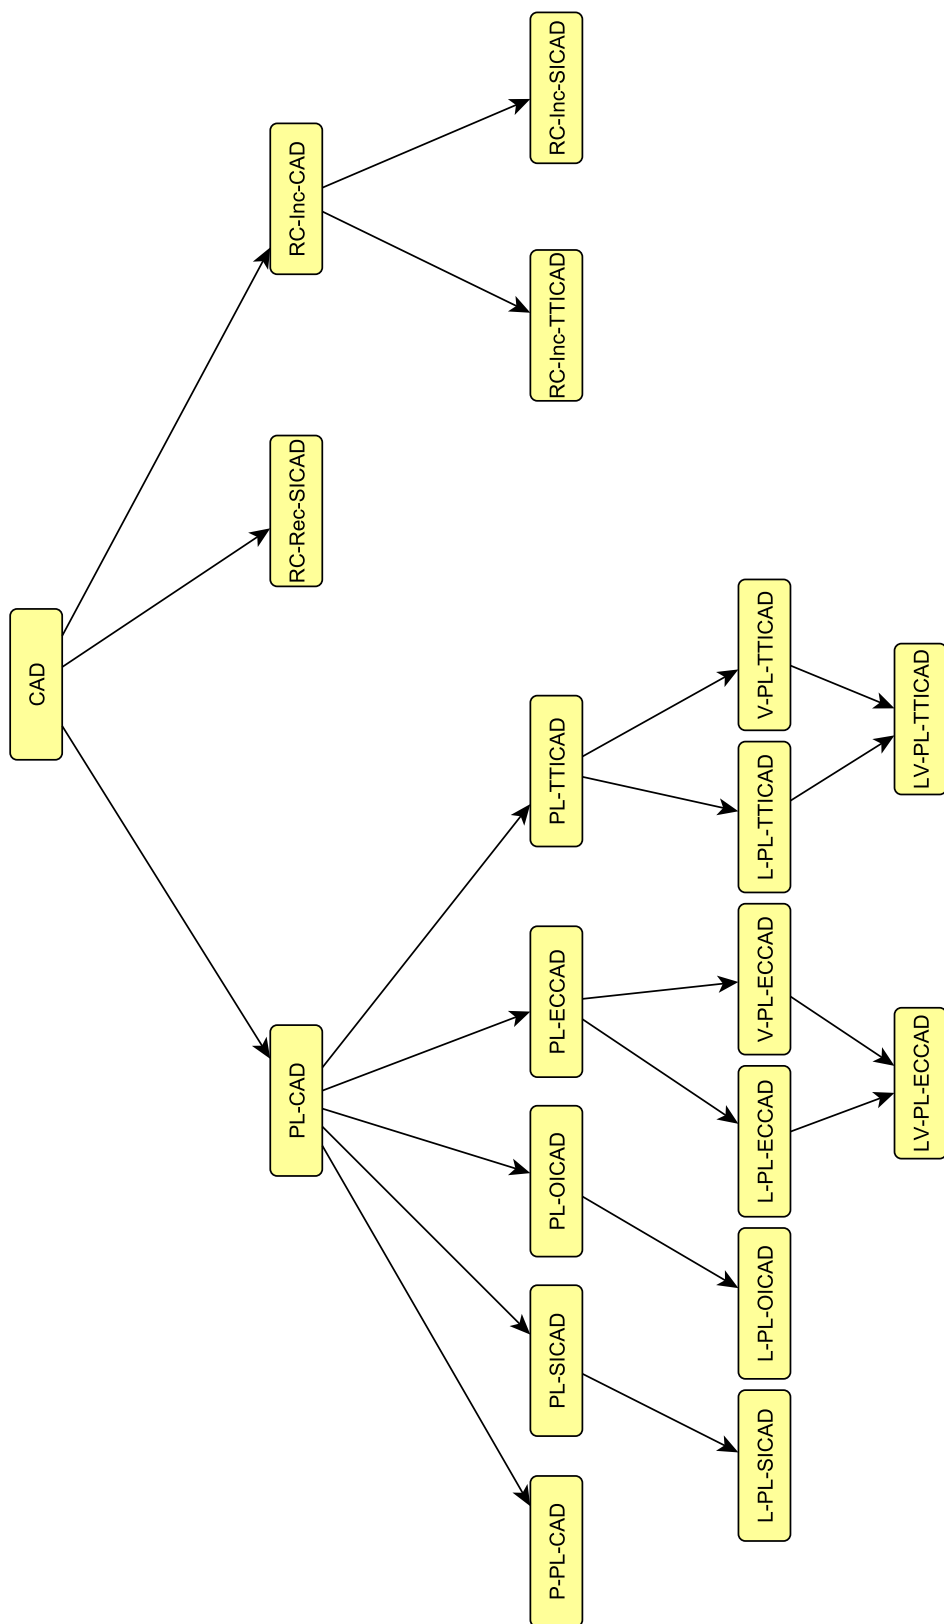 CAD
PL-CAD
RC-Rec-SICAD
RC-Inc-CAD
P-PL-CAD
PL-SICAD
PL-OICAD
PL-ECCAD
PL-TTICAD
RC-Inc-TTICAD
RC-Inc-SICAD
L-PL-SICAD
L-PL-OICAD
L-PL-ECCAD
V-PL-ECCAD
L-PL-TTICAD
V-PL-TTICAD
LV-PL-ECCAD
LV-PL-TTICAD